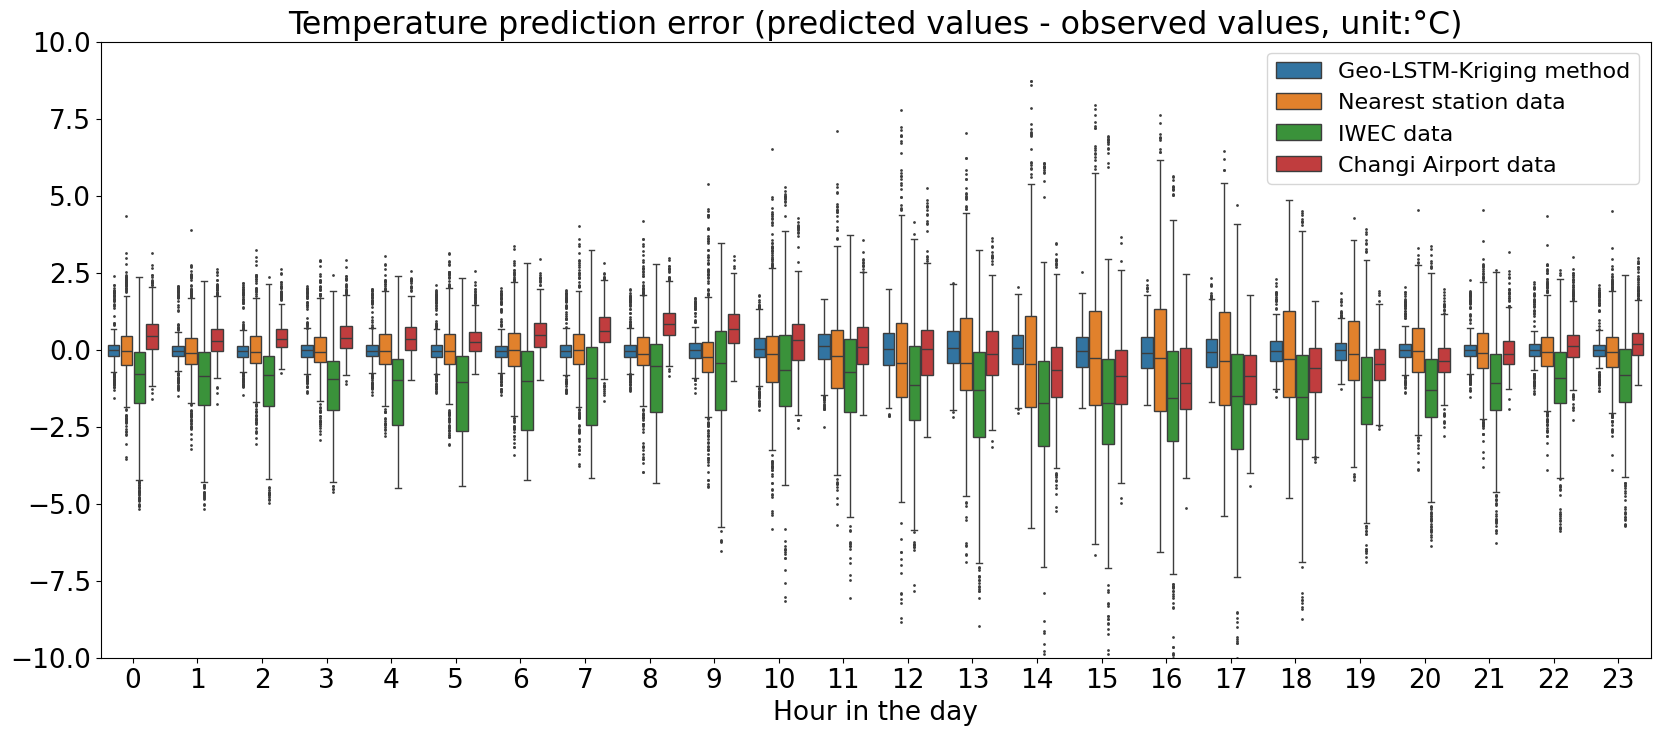 Temperature prediction error (predicted values - observed values, unit:°C)
10.0
7.5
5.0
2.5
0.0
−2.5
−5.0
−7.5
−10.0
Geo-LSTM-Kriging method
Nearest station data
IWEC data
Changi Airport data
0 1 2 3 4 5 6 7 8 9 10 11 12 13 14 15 16 17 18 19 20 21 22 23
Hour in the day